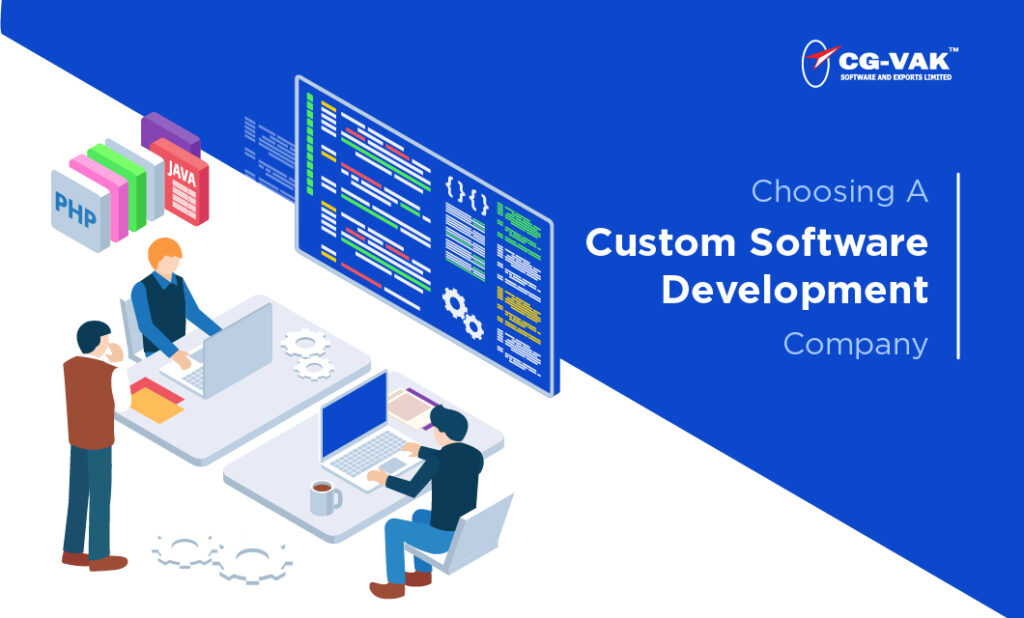 CG-VAK™
SOFTWARE AND EXPORTS LIMITED
JAVA
PHP
{ } { }
Choosing A
Custom Software
Development
Company